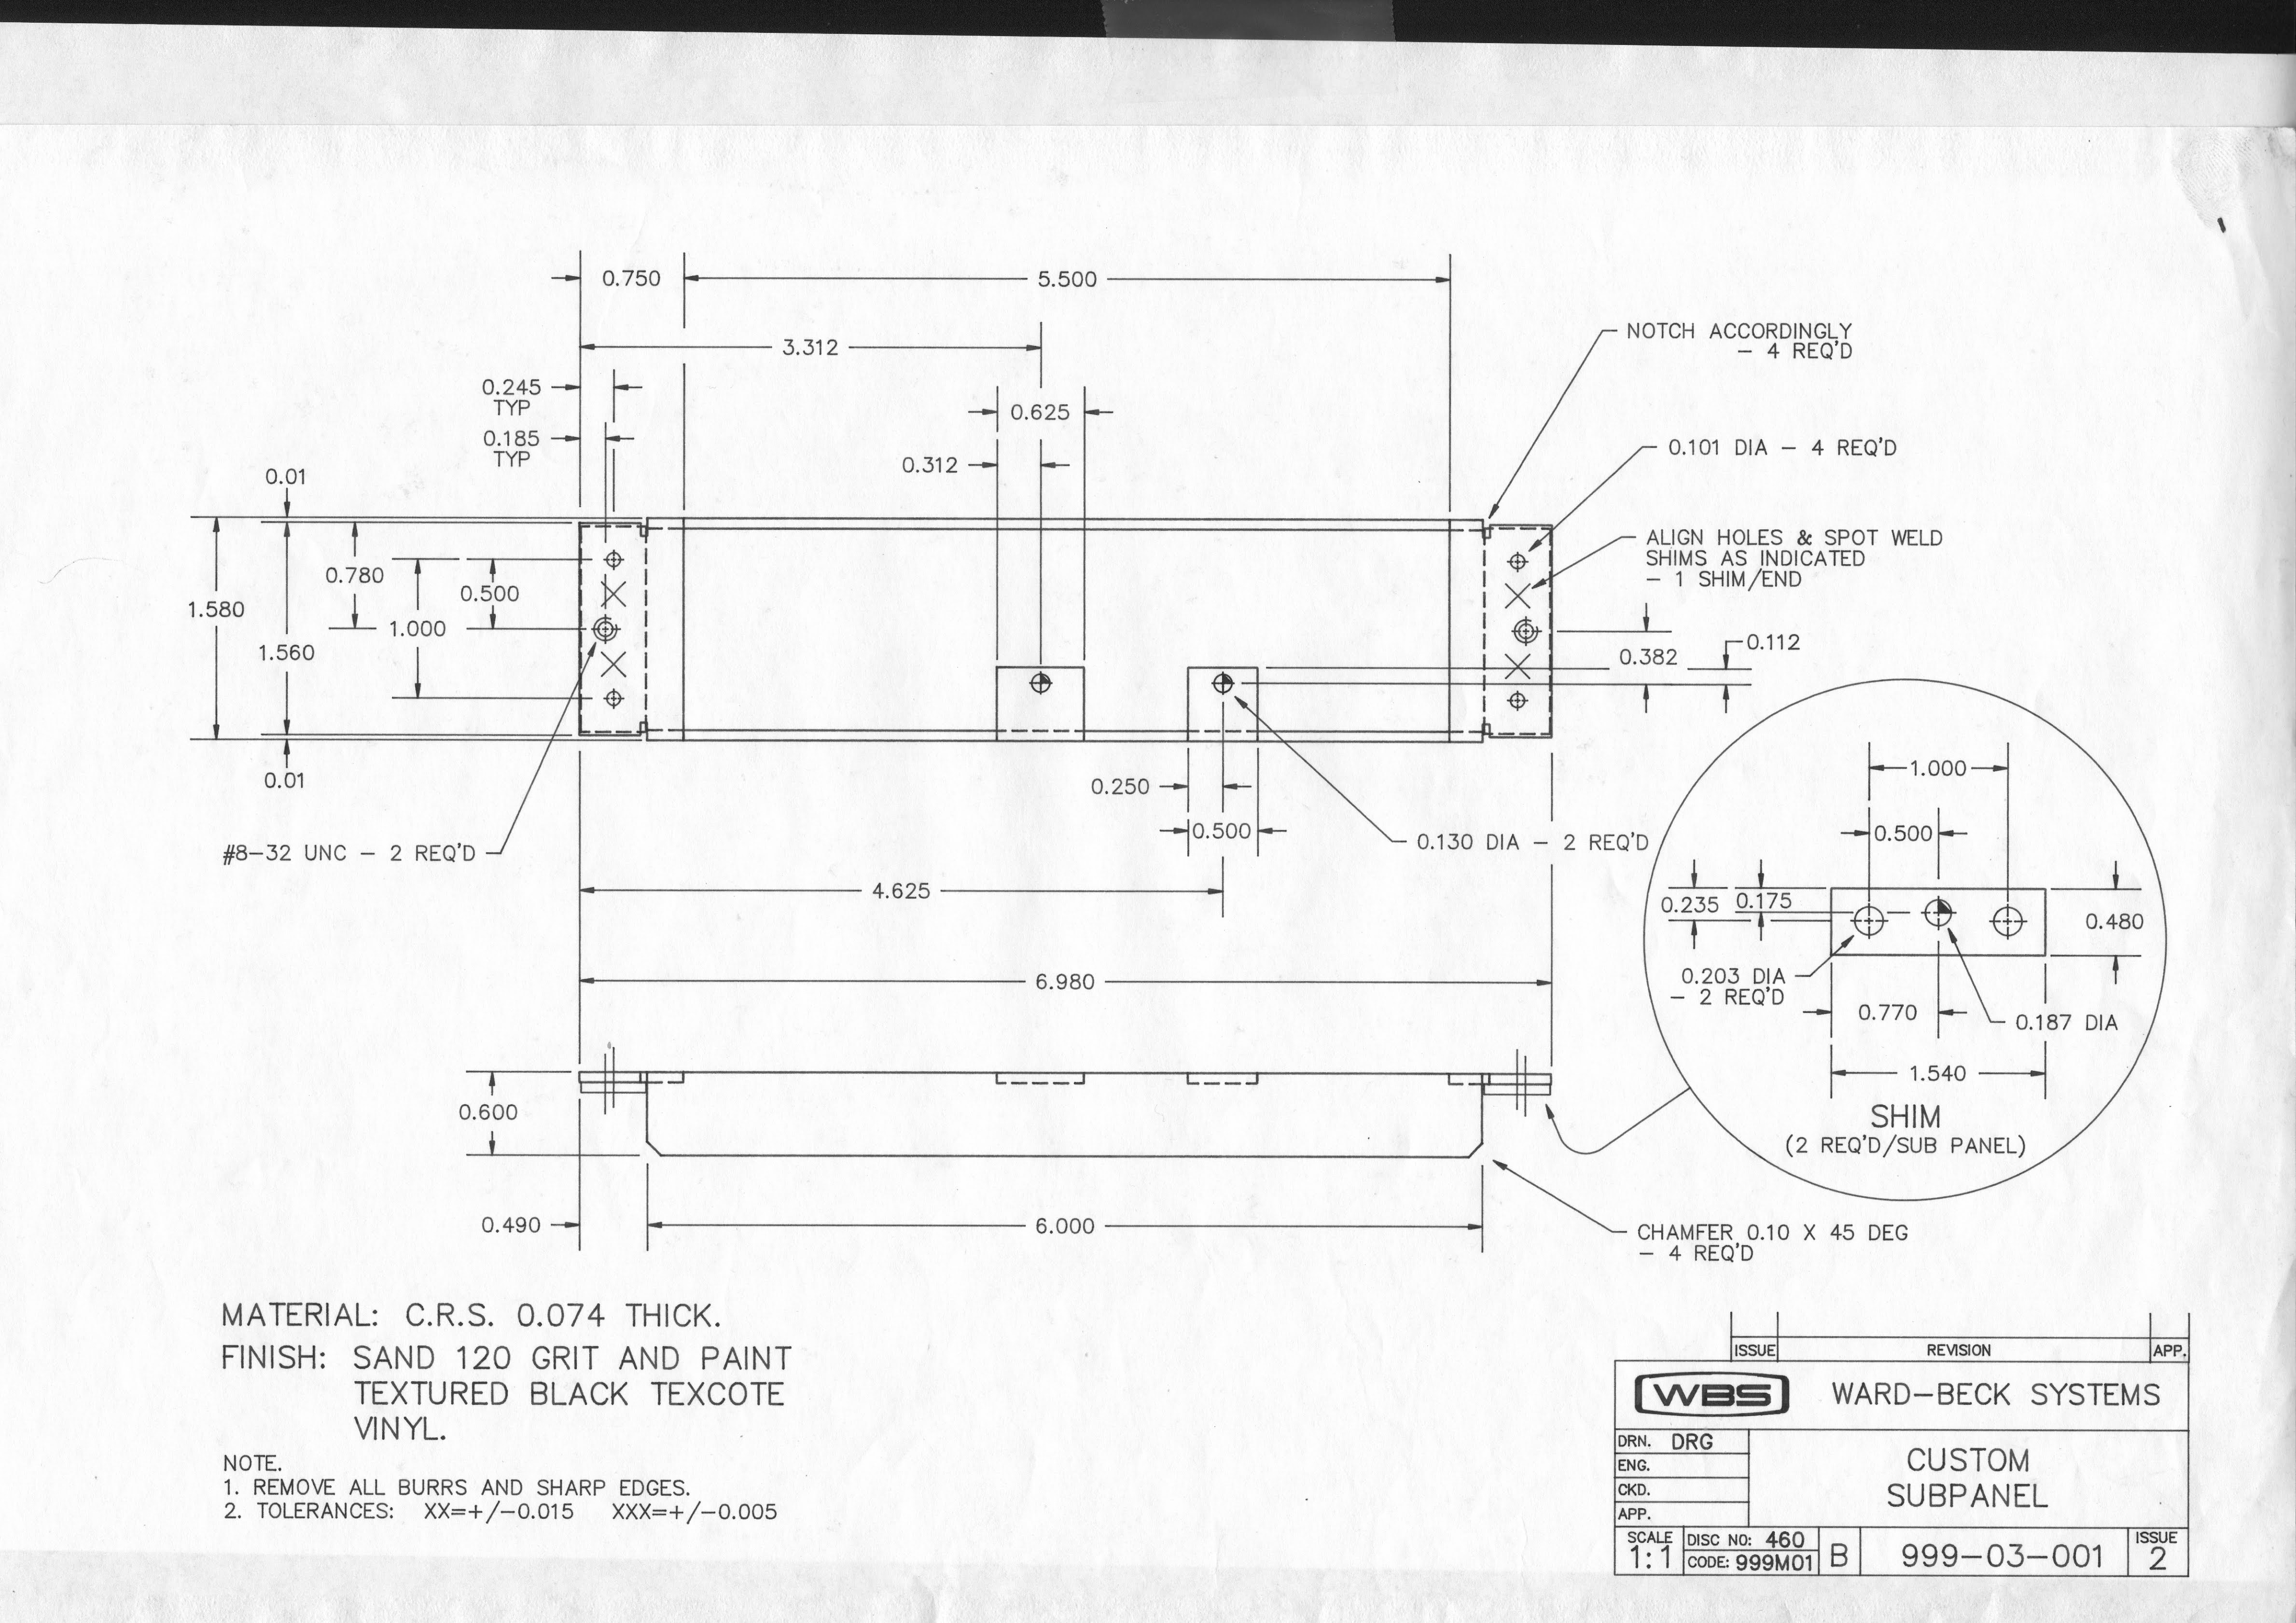 0.750
5.500
NOTCH ACCORDINGLY
– 4 REQ'D
3.312
0.245
TYP
0.625
0.185
TYP
0.101 DIA – 4 REQ'D
0.312
0.01
ALIGN HOLES & SPOT WELD
SHIMS AS INDICATED
– 1 SHIM/END
0.780
0.500
1.580
1.000
1.560
0.112
0.382
0.01
0.250
1.000
0.500
0.500
#8–32 UNC – 2 REQ'D
0.130 DIA – 2 REQ'D
4.625
0.235
0.175
0.480
6.980
0.203 DIA
– 2 REQ'D
0.770
0.187 DIA
1.540
0.600
SHIM
(2 REQ'D/SUB PANEL)
0.490
6.000
CHAMFER 0.10 X 45 DEG
– 4 REQ'D
MATERIAL: C.R.S. 0.074 THICK.
FINISH: SAND 120 GRIT AND PAINT
TEXTURED BLACK TEXCOTE
VINYL.
NOTE.
1. REMOVE ALL BURRS AND SHARP EDGES.
2. TOLERANCES: XX=+/–0.015 XXX=+/–0.005
ISSUE REVISION APP.
WBS WARD–BECK SYSTEMS
DRN. DRG
ENG.
CKD.
APP.
CUSTOM
SUBPANEL
SCALE
1:1
DISC NO: 460
CODE: 999M01
B
999–03–001
ISSUE
2